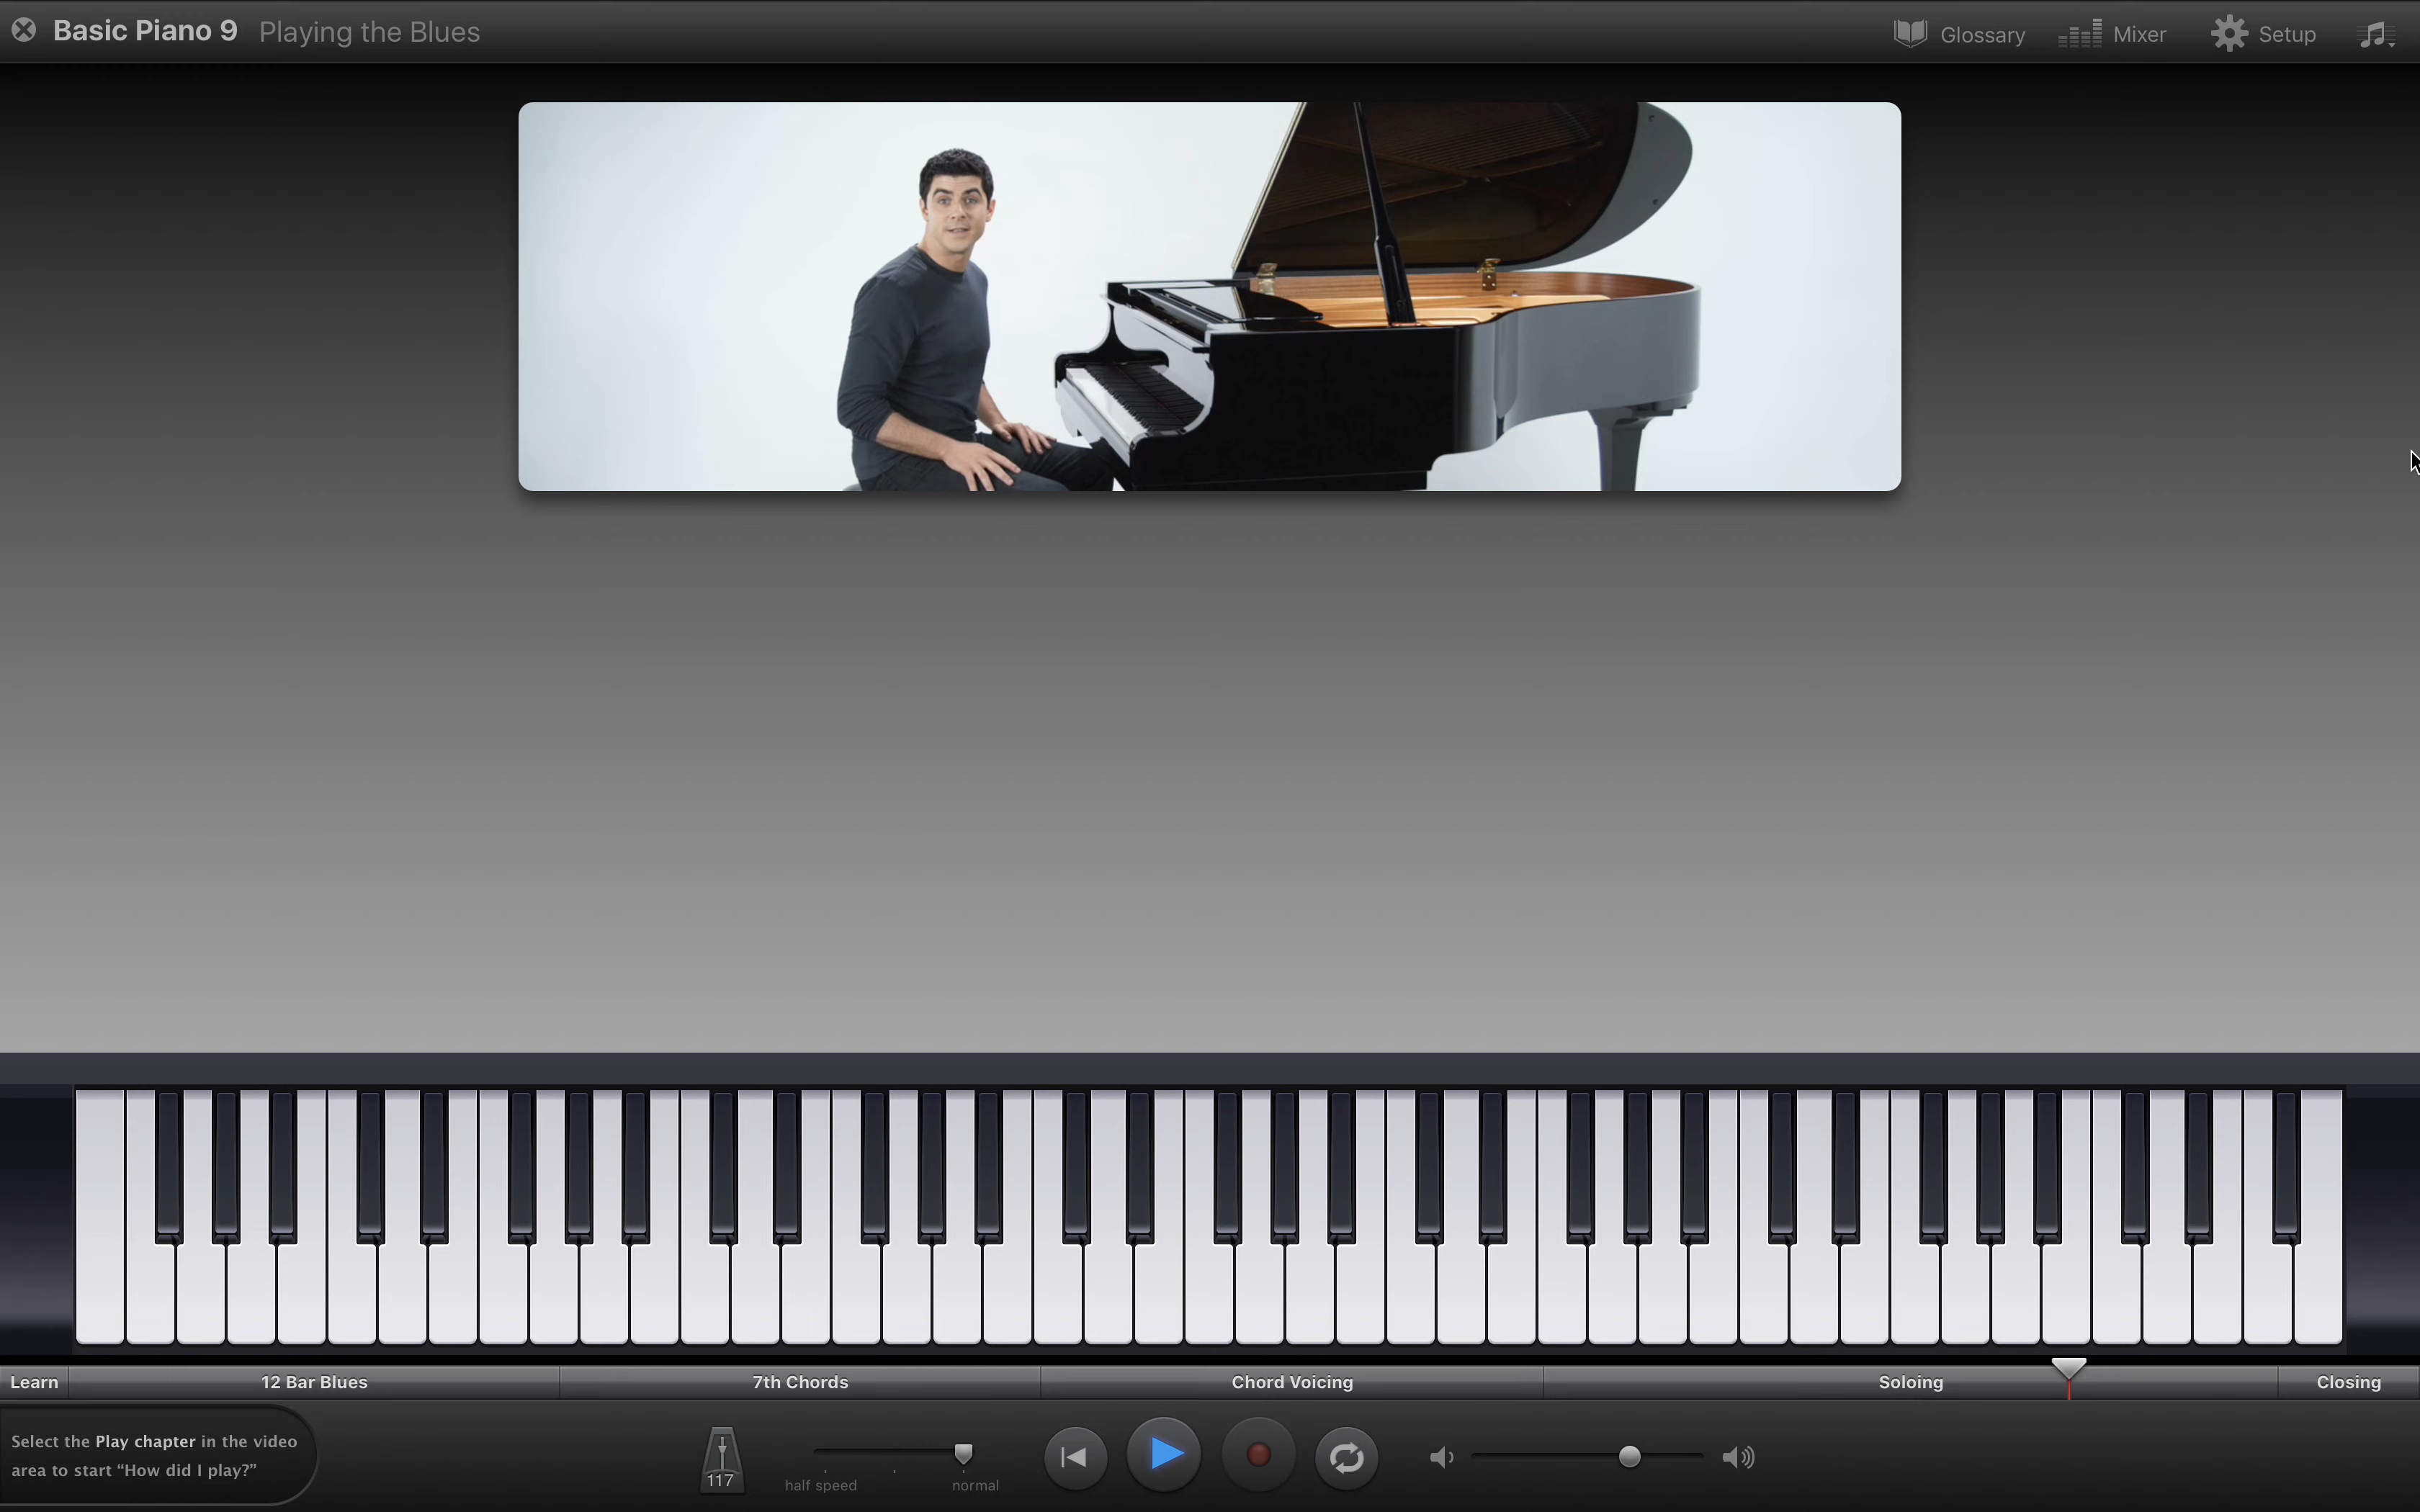 Basic Piano 9 Playing the Blues Glossary Mixer Setup
Learn 12 Bar Blues 7th Chords Chord Voicing Soloing Closing
Select the Play chapter in the video
area to start “How did I play?”
117
half speed normal